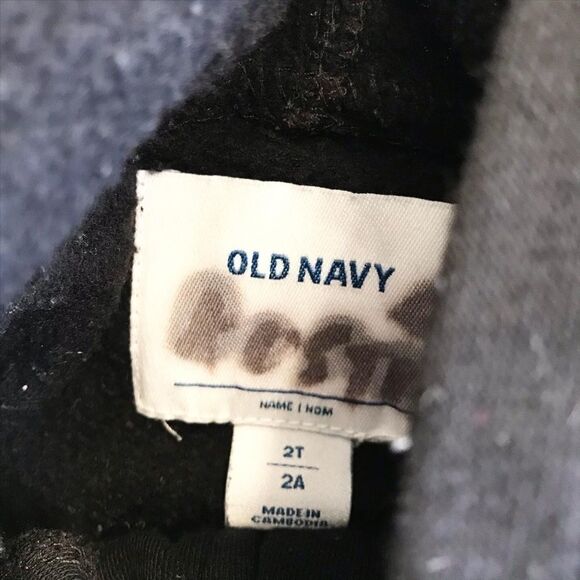 OLD NAVY
NAME | NOM
2T
2A
MADE IN
CAMBODIA